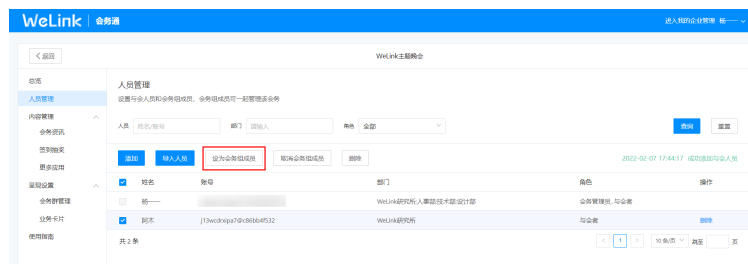 WeLink 会务通 进入我的企业管理 杨一一
返回 WeLink主题晚会
总览
人员管理
内容管理
会务资讯
签到抽奖
更多应用
呈现设置
会务群管理
业务卡片
使用指南
人员管理
设置与会人员和会务组成员，会务组成员可一起管理该会务
人员 姓名/账号 部门 请输入 角色 全部 查询 重置
添加 导入人员 设为会务组成员 取消会务组成员 删除 2022-02-07 17:44:17 成功添加与会人员
姓名 账号 部门 角色 操作
杨一一 WeLink研究所;人事部;技术部;设计部 会务管理员, 与会者
阿木 j13wcdrxipa7@c86bb4f532 WeLink研究所 与会者 删除
共 2 条 < 1 > 10 条/页 跳至 页